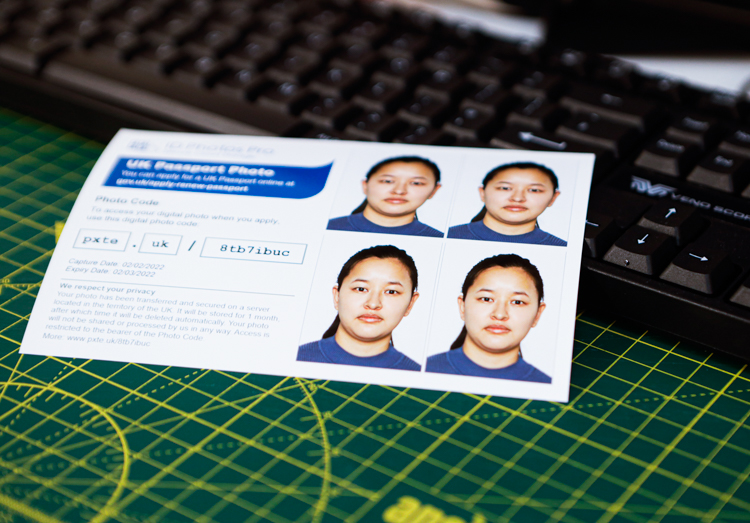 ID Photos Pro
UK Passport Photo
You can apply for a UK Passport online at
gov.uk/apply-renew-passport
Photo Code
To access your digital photo when you apply,
use this digital photo code:
pxte . uk / 8tb7ibuc
Capture Date: 02/02/2022
Expiry Date: 02/03/2022
We respect your privacy
Your photo has been transferred and secured on a server
located in the territory of the UK. It will be stored for 1 month
after which time it will be deleted automatically. Your photo
will not be shared or processed by us in any way. Access is
restricted to the bearer of the Photo Code.
More: www.pxte.uk/8tb7ibuc